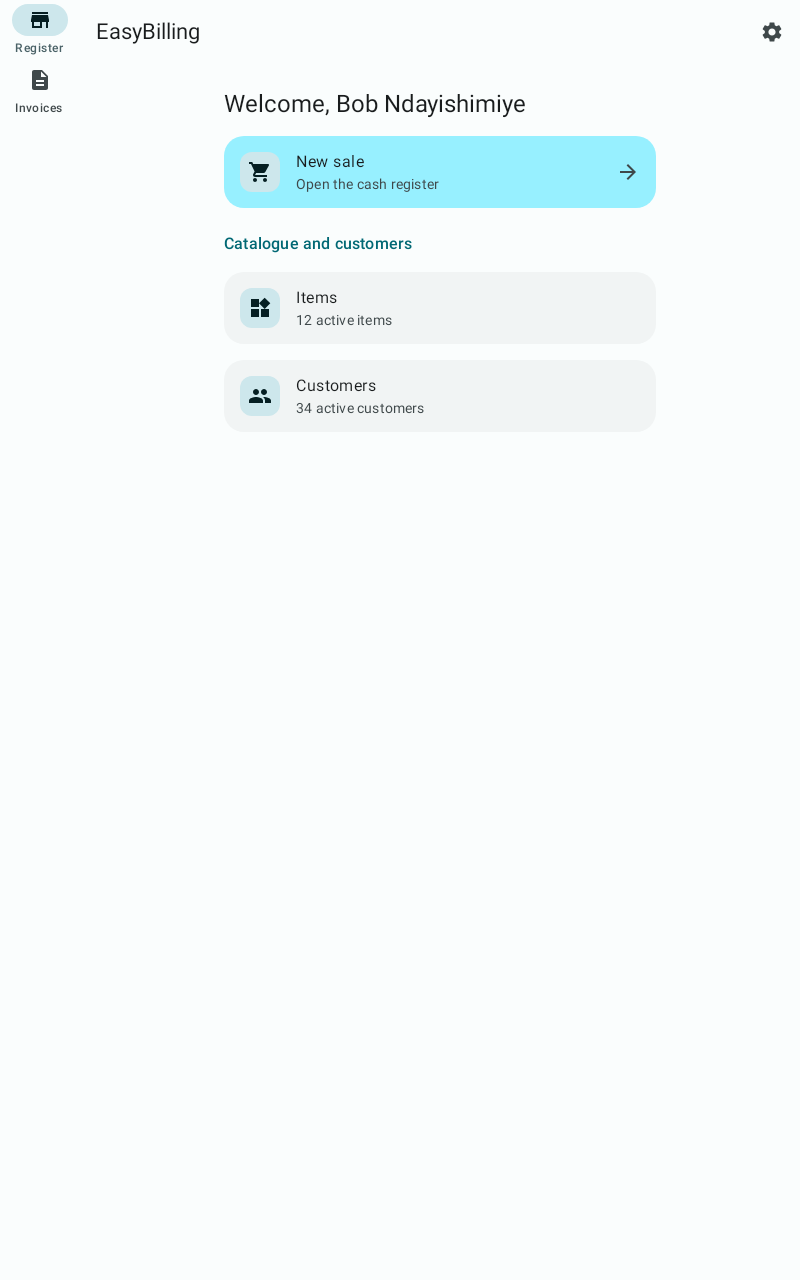 Register
Invoices
EasyBilling
Welcome, Bob Ndayishimiye
New sale
Open the cash register
Catalogue and customers
Items
12 active items
Customers
34 active customers